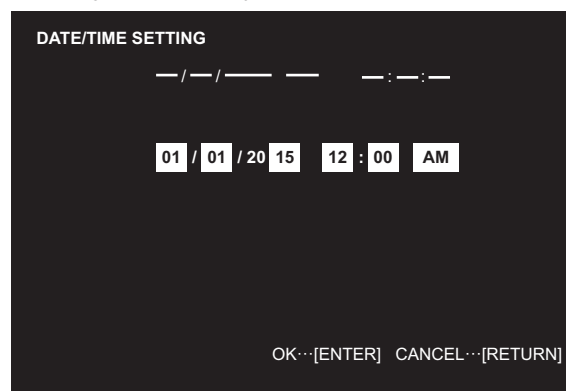 DATE/TIME SETTING
—/—/—— —— —:—:—
01 / 01 / 20 15 12 : 00 AM
OK···[ENTER] CANCEL···[RETURN]